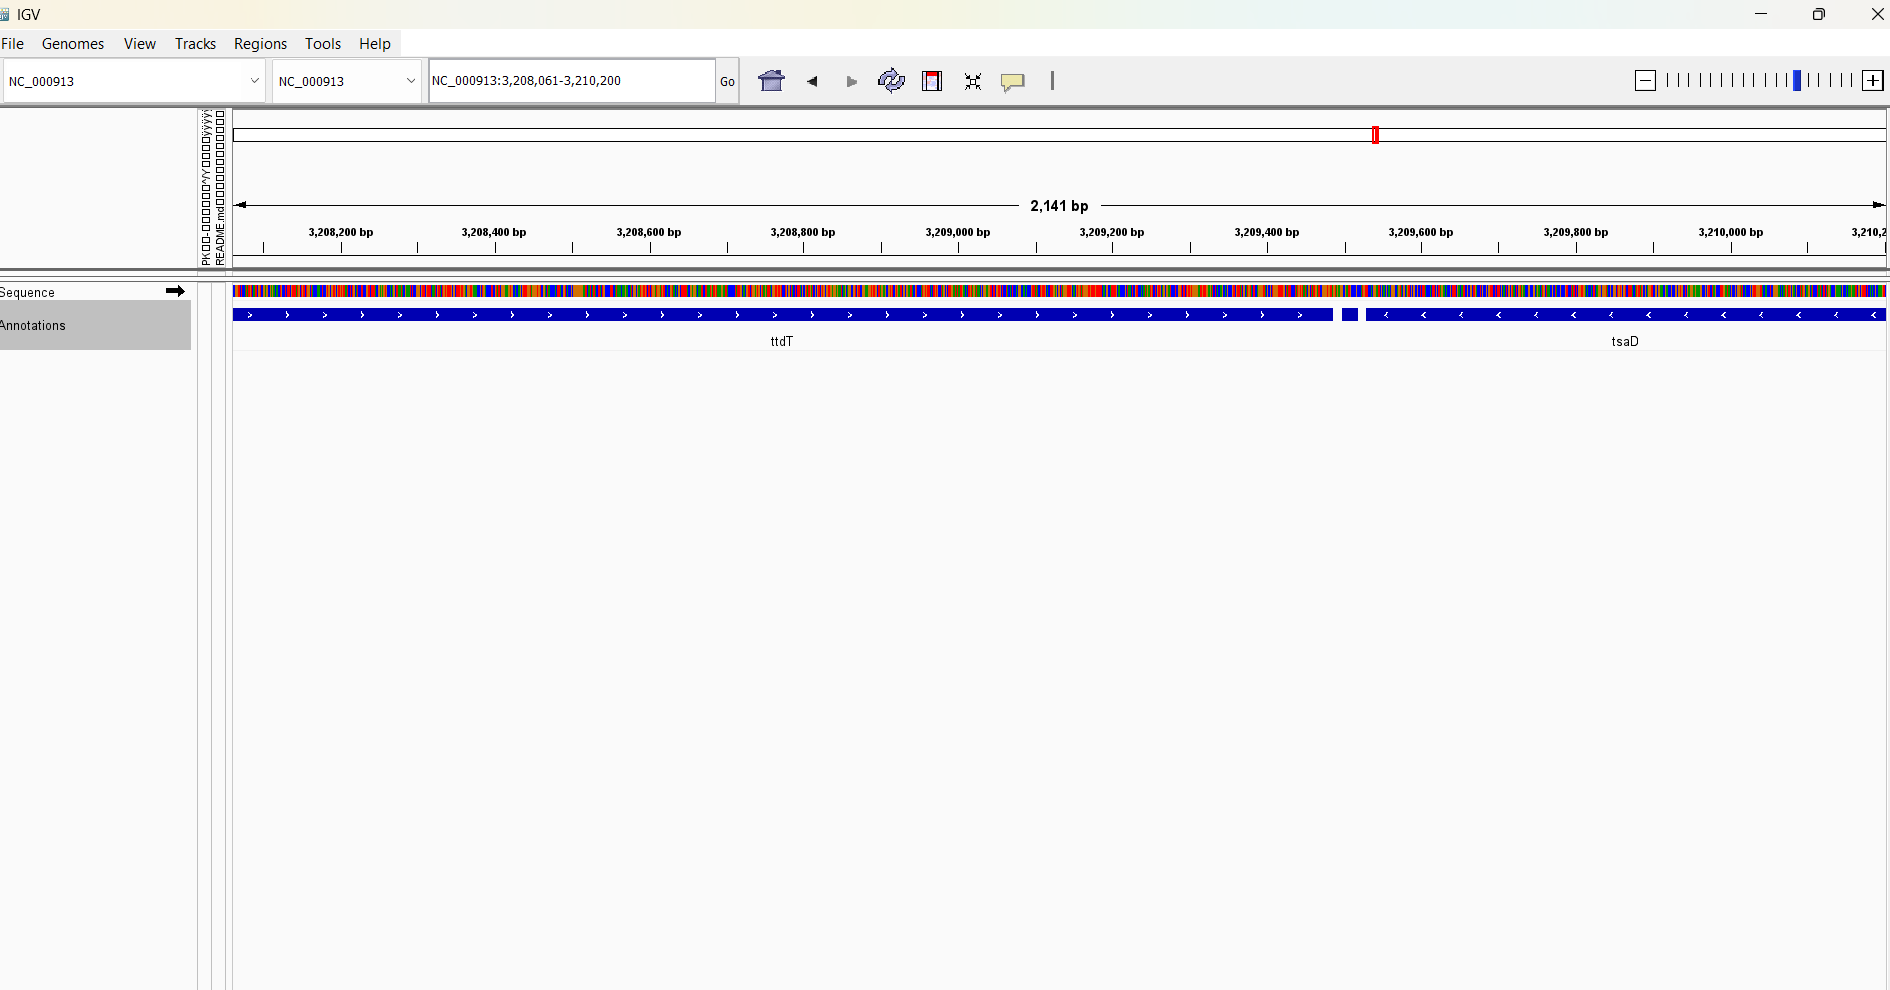 IGV
File Genomes View Tracks Regions Tools Help
NC_000913 NC_000913 NC_000913:3,208,061-3,210,200 Go
README.md
2,141 bp
3,208,200 bp 3,208,400 bp 3,208,600 bp 3,208,800 bp 3,209,000 bp 3,209,200 bp 3,209,400 bp 3,209,600 bp 3,209,800 bp 3,210,000 bp 3,210,2
Sequence
Annotations
ttdT tsaD